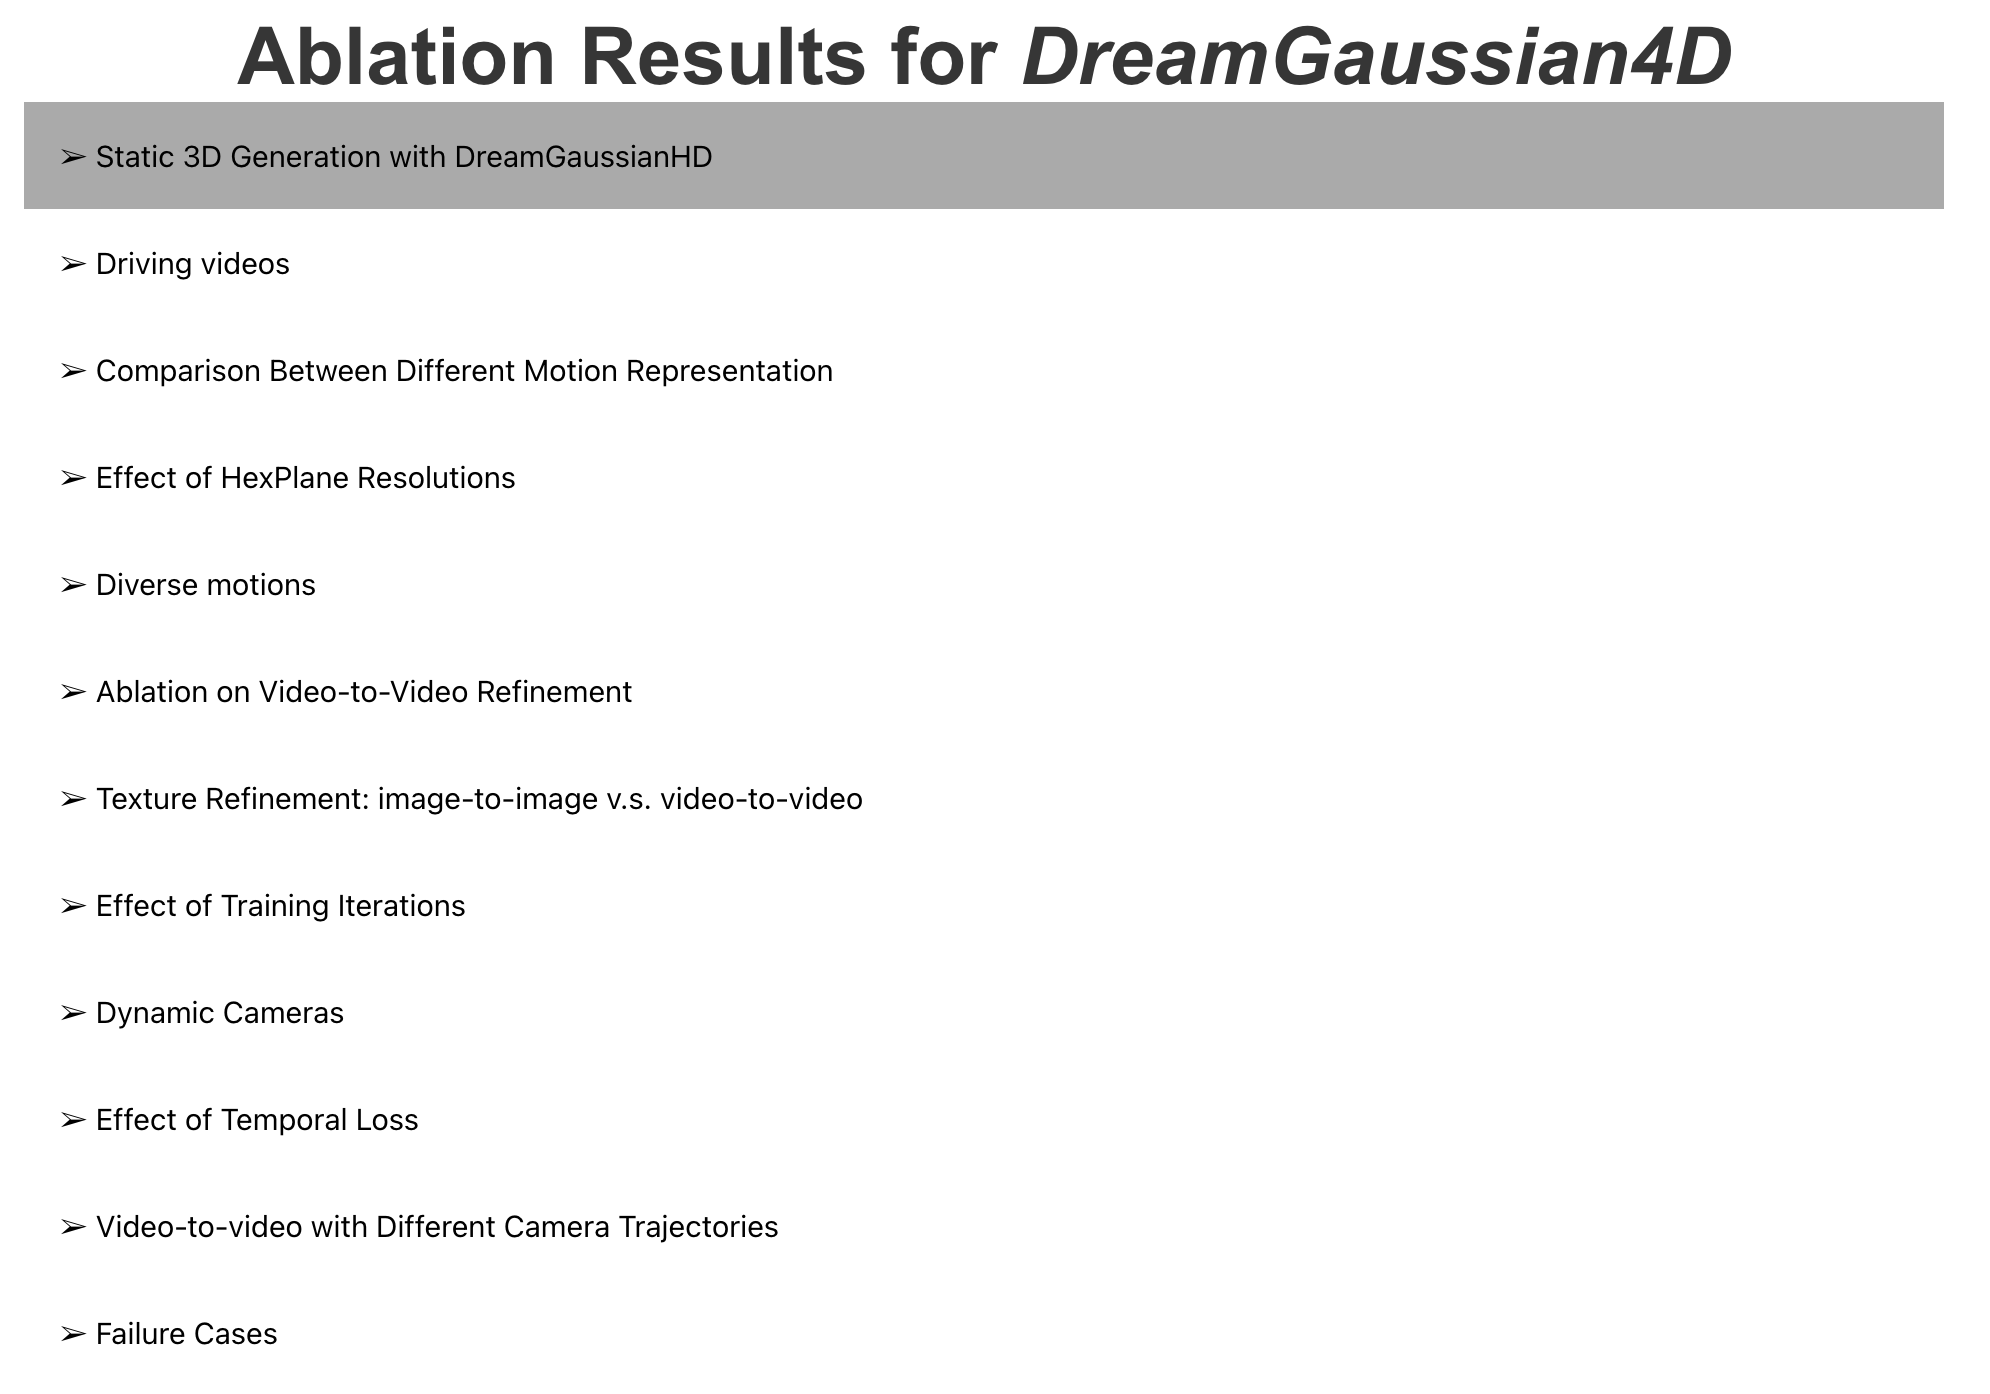 Ablation Results for DreamGaussian4D
➢ Static 3D Generation with DreamGaussianHD
➢ Driving videos
➢ Comparison Between Different Motion Representation
➢ Effect of HexPlane Resolutions
➢ Diverse motions
➢ Ablation on Video-to-Video Refinement
➢ Texture Refinement: image-to-image v.s. video-to-video
➢ Effect of Training Iterations
➢ Dynamic Cameras
➢ Effect of Temporal Loss
➢ Video-to-video with Different Camera Trajectories
➢ Failure Cases